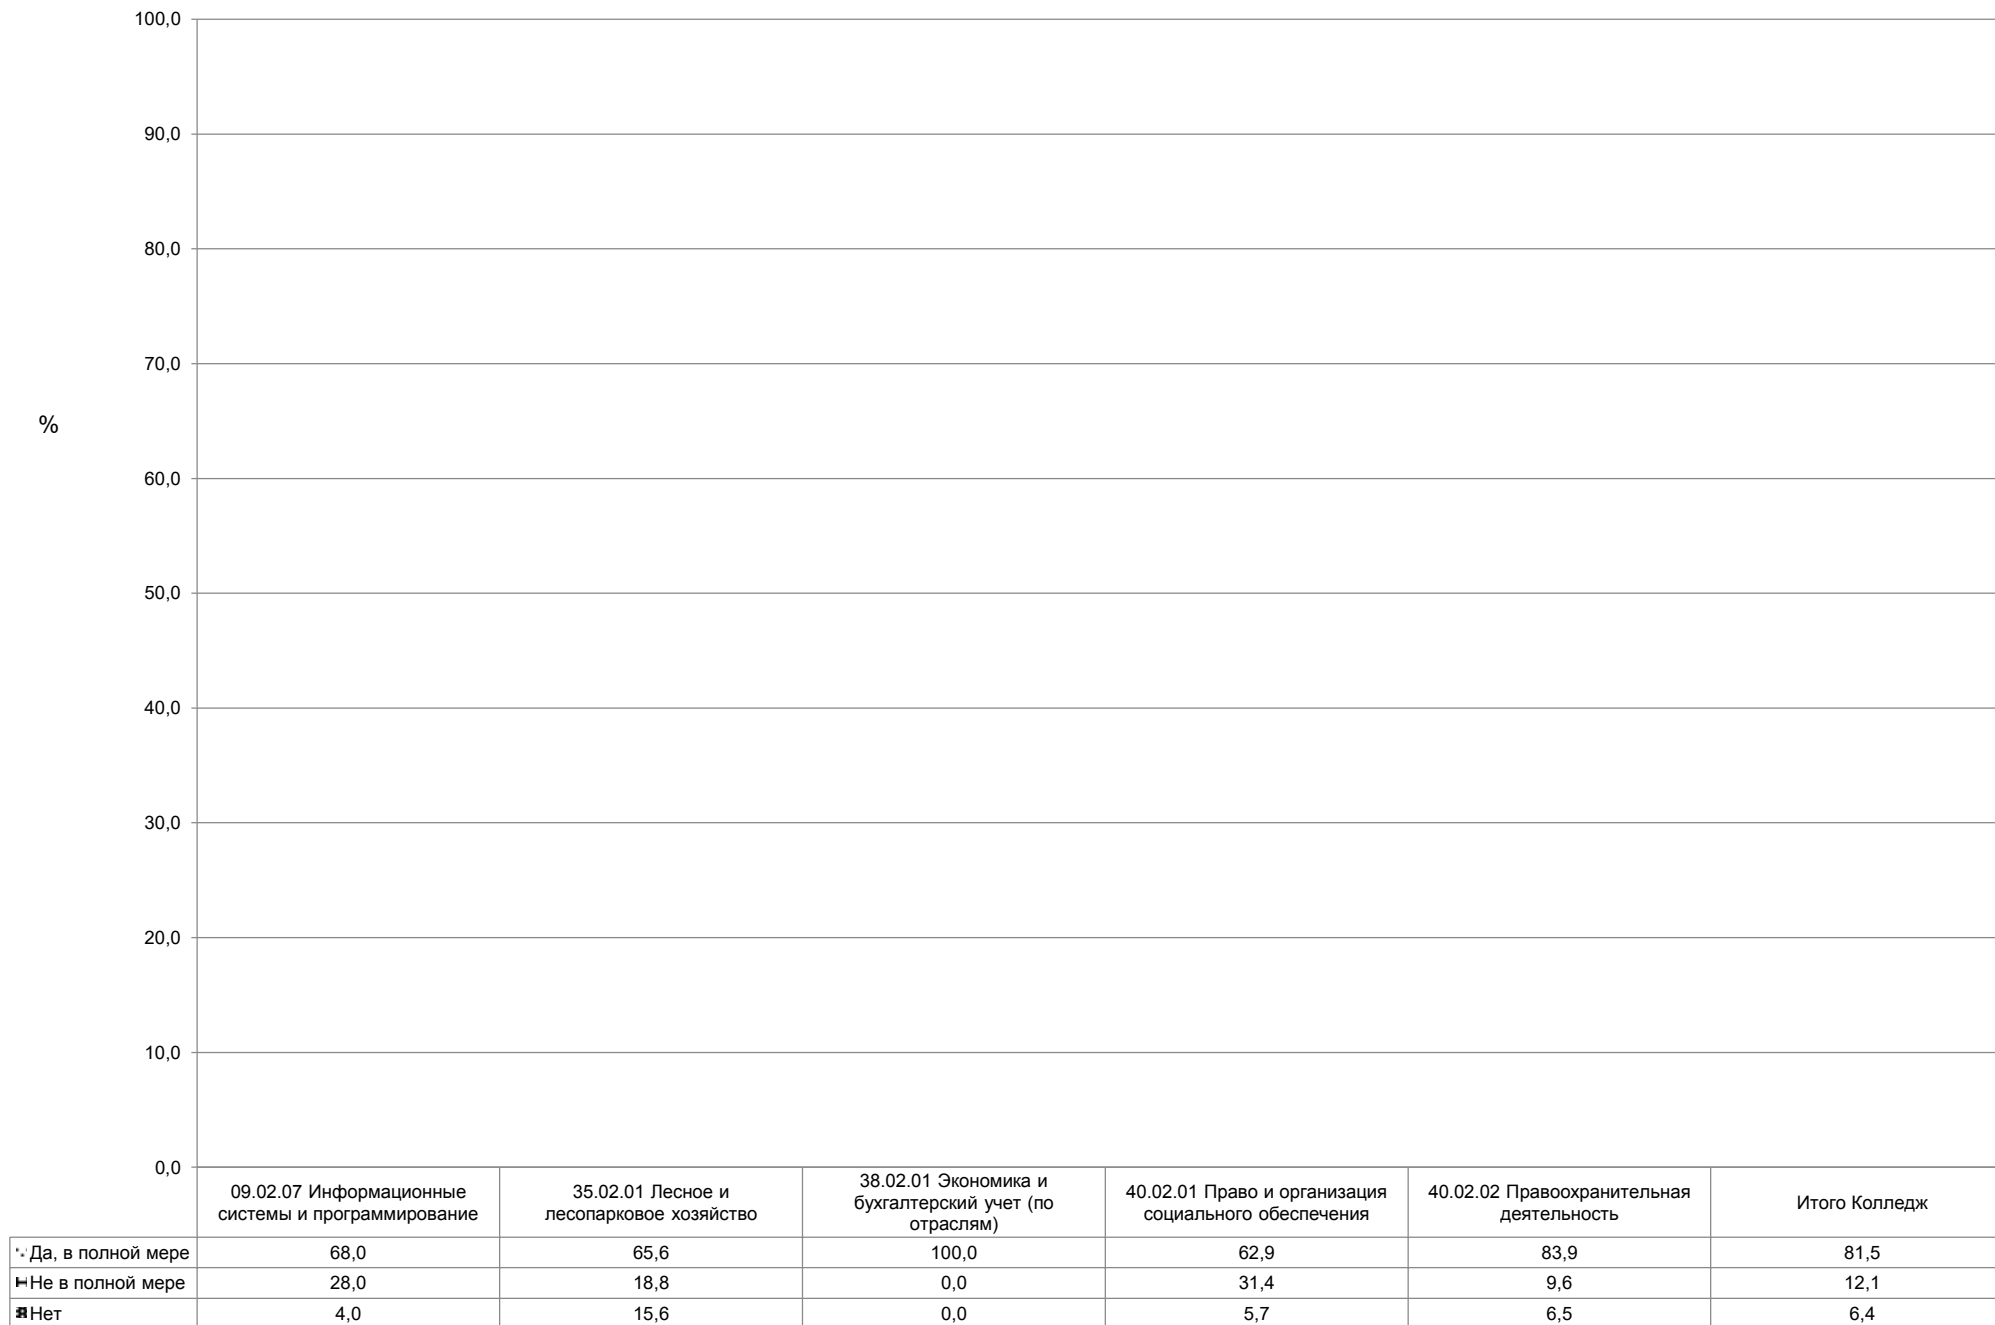 100,0
90,0
80,0
70,0
%
60,0
50,0
40,0
30,0
20,0
10,0
0,0
09.02.07 Информационные
системы и программирование
35.02.01 Лесное и
лесопарковое хозяйство
38.02.01 Экономика и
бухгалтерский учет (по
отраслям)
40.02.01 Право и организация
социального обеспечения
40.02.02 Правоохранительная
деятельность
Итого Колледж
Да, в полной мере 68,0 65,6 100,0 62,9 83,9 81,5
Не в полной мере 28,0 18,8 0,0 31,4 9,6 12,1
Нет 4,0 15,6 0,0 5,7 6,5 6,4